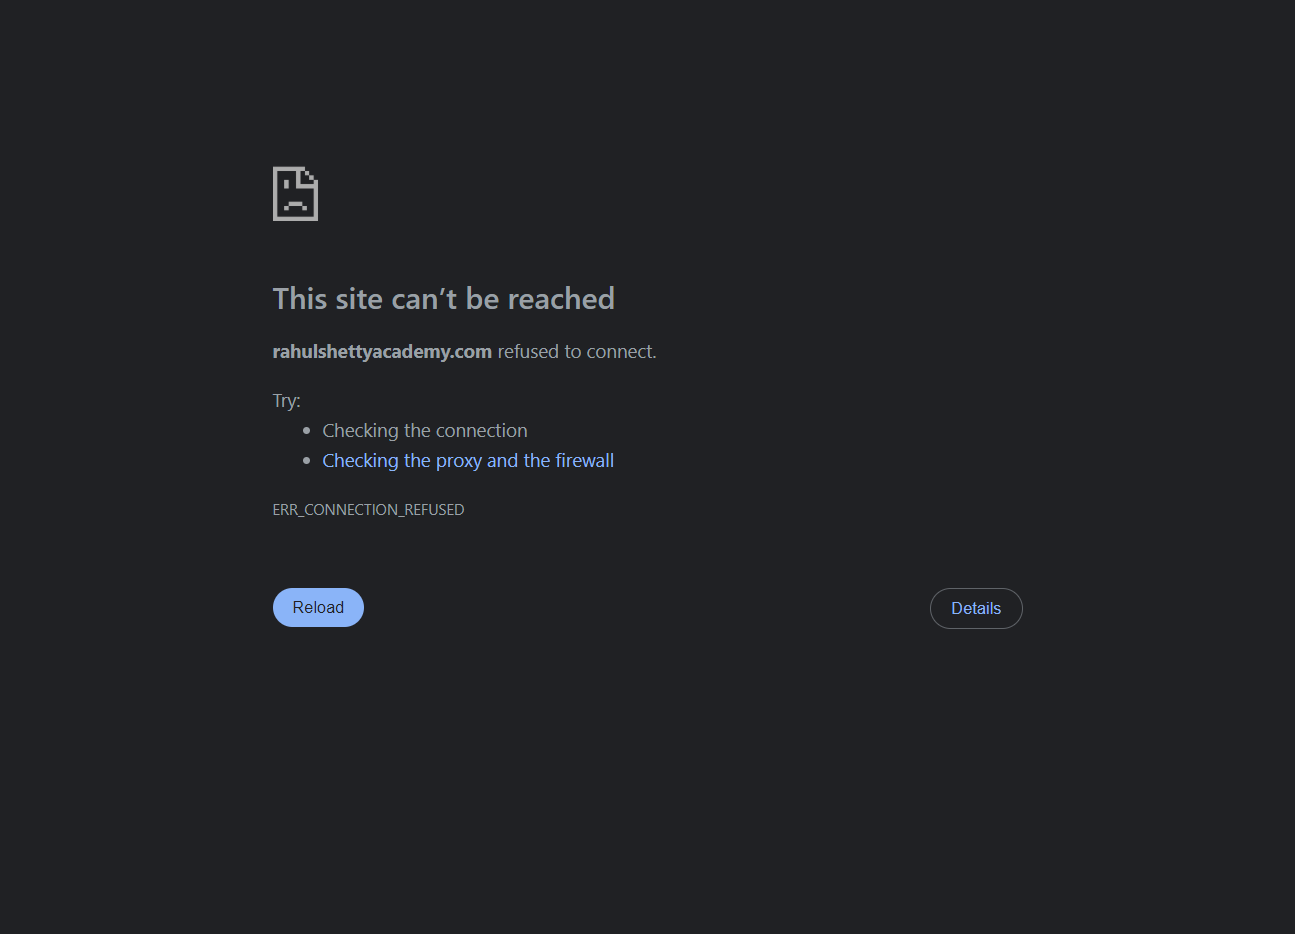 This site can’t be reached
rahulshettyacademy.com refused to connect.
Try:
Checking the connection
Checking the proxy and the firewall
ERR_CONNECTION_REFUSED
Reload
Details